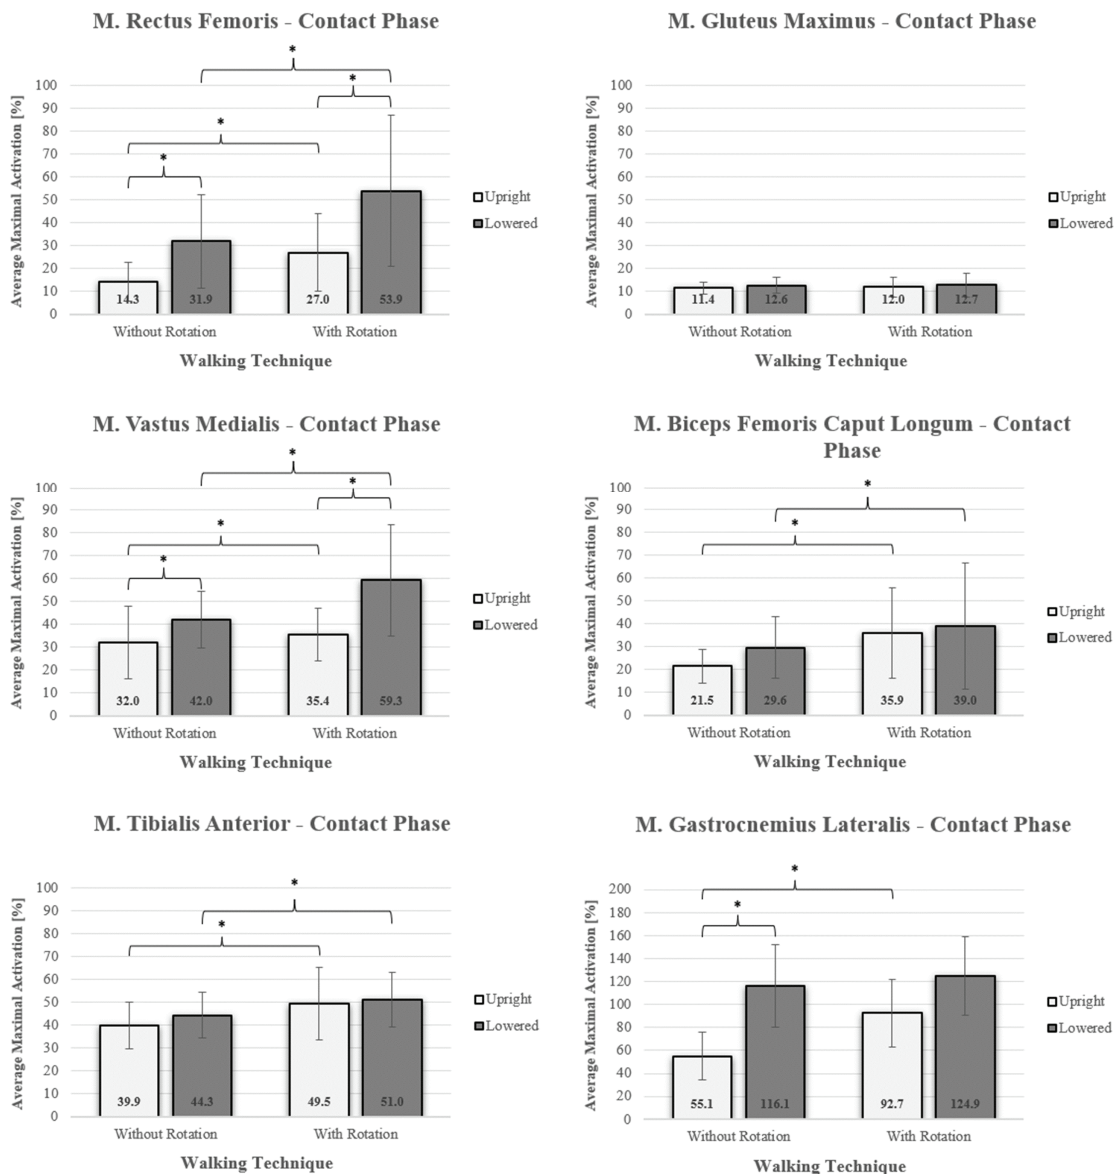 M. Rectus Femoris - Contact Phase
*
*
*
*
Average Maximal Activation [%]
100
90
80
70
60
50
40
30
20
10
0
14.3
31.9
27.0
53.9
Upright
Lowered
Without Rotation
With Rotation
Walking Technique
M. Gluteus Maximus - Contact Phase
Average Maximal Activation [%]
100
90
80
70
60
50
40
30
20
10
0
11.4
12.6
12.0
12.7
Upright
Lowered
Without Rotation
With Rotation
Walking Technique
M. Vastus Medialis - Contact Phase
*
*
*
*
Average Maximal Activation [%]
100
90
80
70
60
50
40
30
20
10
0
32.0
42.0
35.4
59.3
Upright
Lowered
Without Rotation
With Rotation
Walking Technique
M. Biceps Femoris Caput Longum - Contact
Phase
*
*
Average Maximal Activation [%]
100
90
80
70
60
50
40
30
20
10
0
21.5
29.6
35.9
39.0
Upright
Lowered
Without Rotation
With Rotation
Walking Technique
M. Tibialis Anterior - Contact Phase
*
*
Average Maximal Activation [%]
100
90
80
70
60
50
40
30
20
10
0
39.9
44.3
49.5
51.0
Upright
Lowered
Without Rotation
With Rotation
Walking Technique
M. Gastrocnemius Lateralis - Contact Phase
*
*
Average Maximal Activation [%]
200
180
160
140
120
100
80
60
40
20
0
55.1
116.1
92.7
124.9
Upright
Lowered
Without Rotation
With Rotation
Walking Technique